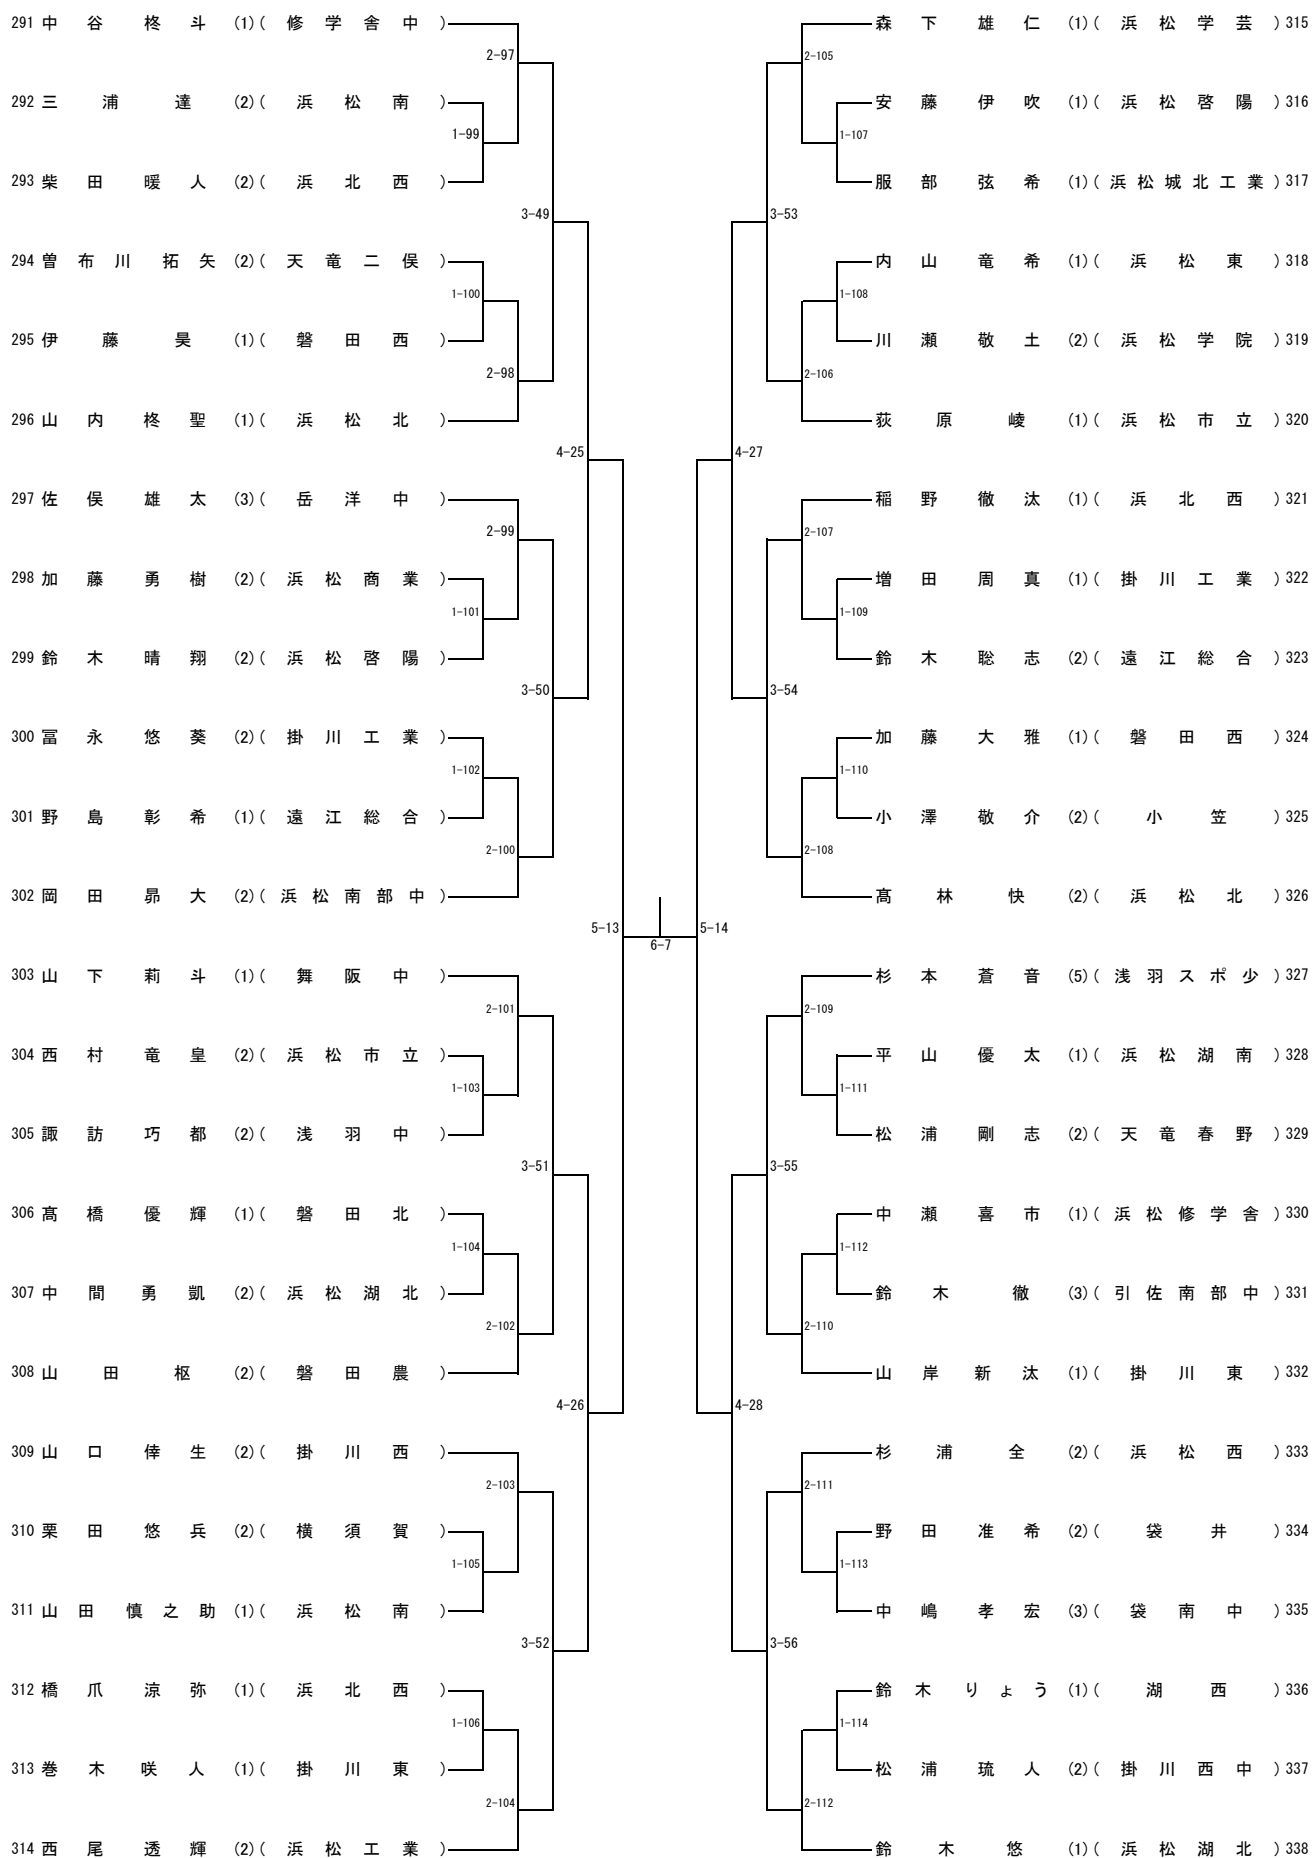 291 中谷柊斗 (1) ( 修学舎中 )
2-97
292 三浦達 (2) ( 浜松南 )
1-99
293 柴田暖人 (2) ( 浜北西 )
3-49
294 曽布川拓矢 (2) ( 天竜二俣 )
1-100
295 伊藤昊 (1) ( 磐田西 )
2-98
296 山内柊聖 (1) ( 浜松北 )
4-25
297 佐俣雄太 (3) ( 岳洋中 )
2-99
298 加藤勇樹 (2) ( 浜松商業 )
1-101
299 鈴木晴翔 (2) ( 浜松啓陽 )
3-50
300 冨永悠葵 (2) ( 掛川工業 )
1-102
301 野島彰希 (1) ( 遠江総合 )
2-100
302 岡田昴大 (2) ( 浜松南部中 )
5-13
303 山下莉斗 (1) ( 舞阪中 )
2-101
304 西村竜皇 (2) ( 浜松市立 )
1-103
305 諏訪巧都 (2) ( 浅羽中 )
3-51
306 髙橋優輝 (1) ( 磐田北 )
1-104
307 中間勇凱 (2) ( 浜松湖北 )
2-102
308 山田枢 (2) ( 磐田農 )
4-26
309 山口倖生 (2) ( 掛川西 )
2-103
310 栗田悠兵 (2) ( 横須賀 )
1-105
311 山田慎之助 (1) ( 浜松南 )
3-52
312 橋爪涼弥 (1) ( 浜北西 )
1-106
313 巻木咲人 (1) ( 掛川東 )
2-104
314 西尾透輝 (2) ( 浜松工業 )
6-7
森下雄仁 (1) ( 浜松学芸 ) 315
2-105
安藤伊吹 (1) ( 浜松啓陽 ) 316
1-107
服部弦希 (1) ( 浜松城北工業 ) 317
3-53
内山竜希 (1) ( 浜松東 ) 318
1-108
川瀬敬土 (2) ( 浜松学院 ) 319
2-106
荻原崚 (1) ( 浜松市立 ) 320
4-27
稲野徹汰 (1) ( 浜北西 ) 321
2-107
増田周真 (1) ( 掛川工業 ) 322
1-109
鈴木聡志 (2) ( 遠江総合 ) 323
3-54
加藤大雅 (1) ( 磐田西 ) 324
1-110
小澤敬介 (2) ( 小笠 ) 325
2-108
髙林快 (2) ( 浜松北 ) 326
5-14
杉本蒼音 (5) ( 浅羽スポ少 ) 327
2-109
平山優太 (1) ( 浜松湖南 ) 328
1-111
松浦剛志 (2) ( 天竜春野 ) 329
3-55
中瀬喜市 (1) ( 浜松修学舎 ) 330
1-112
鈴木徹 (3) ( 引佐南部中 ) 331
2-110
山岸新汰 (1) ( 掛川東 ) 332
4-28
杉浦全 (2) ( 浜松西 ) 333
2-111
野田准希 (2) ( 袋井 ) 334
1-113
中嶋孝宏 (3) ( 袋南中 ) 335
3-56
鈴木りょう (1) ( 湖西 ) 336
1-114
松浦琉人 (2) ( 掛川西中 ) 337
2-112
鈴木悠 (1) ( 浜松湖北 ) 338